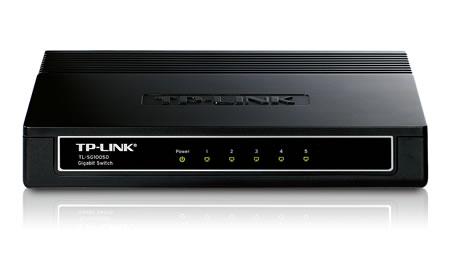 TP-LINK
TP-LINK
TL-SG1005D
Gigabit Switch
Power 1 2 3 4 5